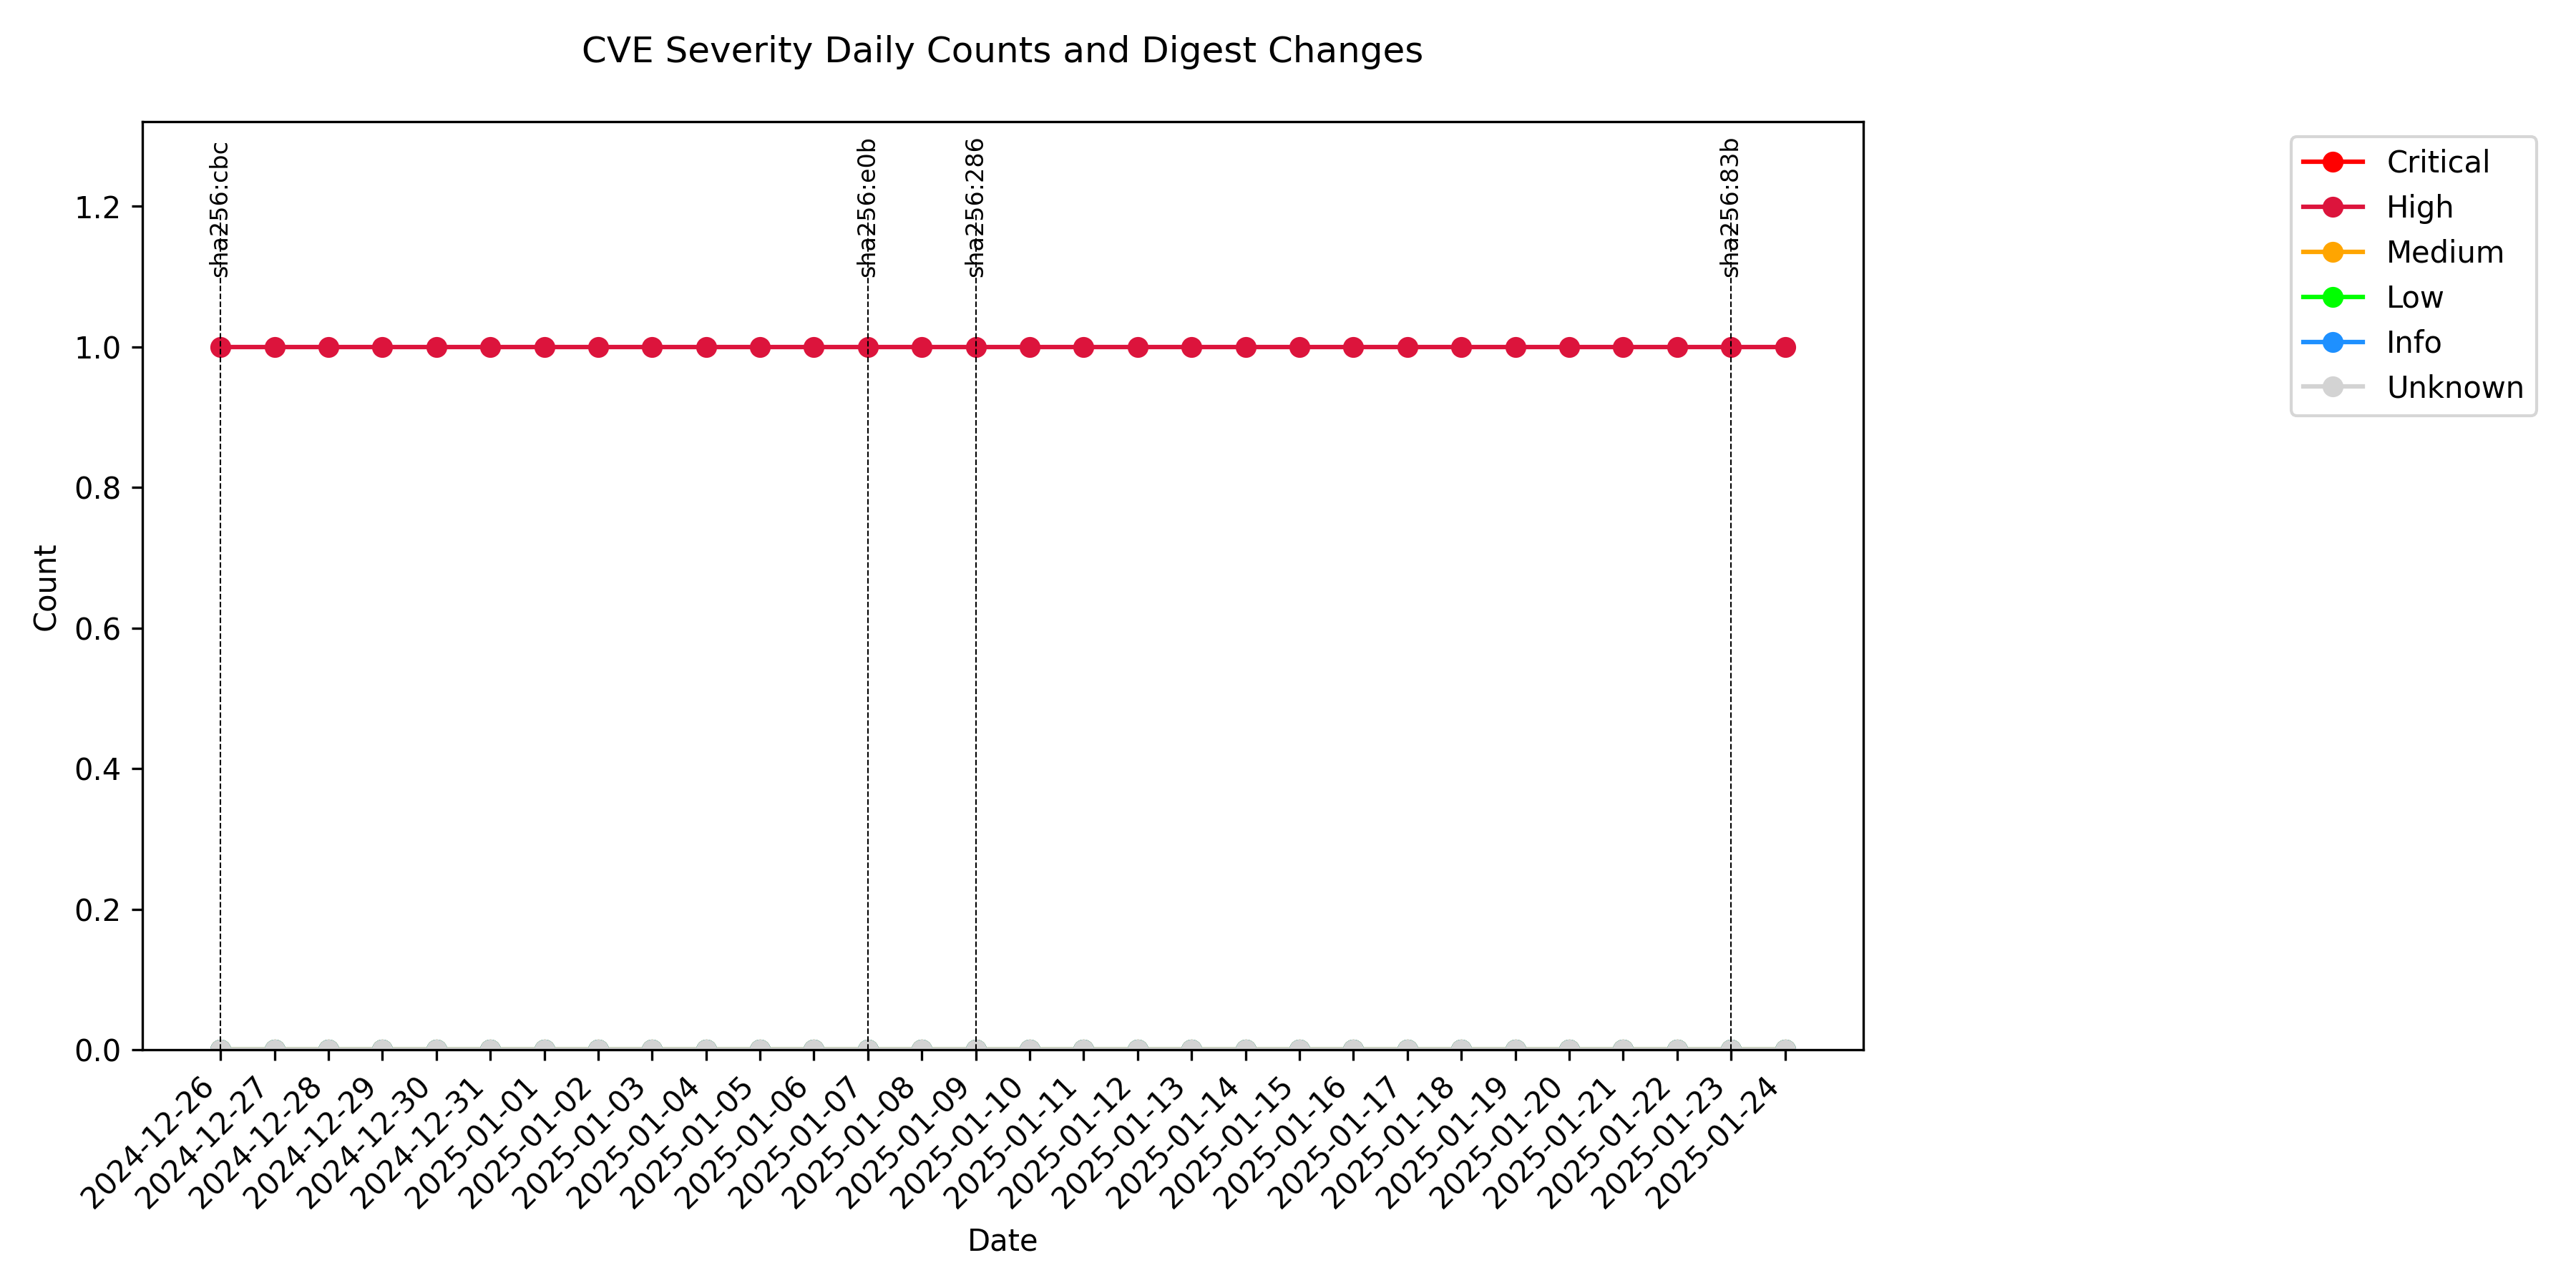 CVE Severity Daily Counts and Digest Changes
sha256:cbc
sha256:e0b
sha256:286
sha256:83b
Critical
High
Medium
Low
Info
Unknown
1.2
1.0
0.8
0.6
0.4
0.2
0.0
Count
2024-12-26
2024-12-27
2024-12-28
2024-12-29
2024-12-30
2024-12-31
2025-01-01
2025-01-02
2025-01-03
2025-01-04
2025-01-05
2025-01-06
2025-01-07
2025-01-08
2025-01-09
2025-01-10
2025-01-11
2025-01-12
2025-01-13
2025-01-14
2025-01-15
2025-01-16
2025-01-17
2025-01-18
2025-01-19
2025-01-20
2025-01-21
2025-01-22
2025-01-23
2025-01-24
Date